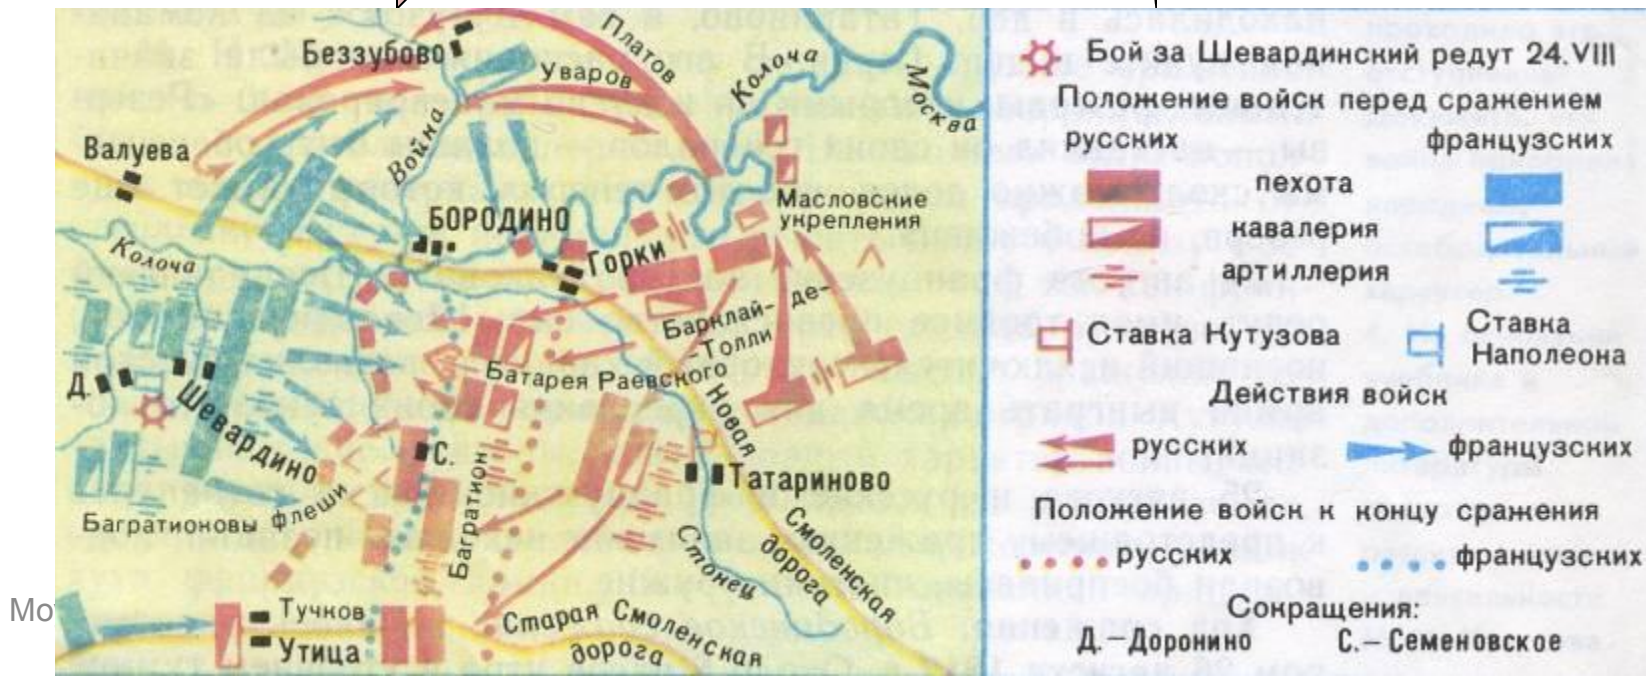 Беззубово
Платов
Уваров
Колоча
Москва
Война
Валуева
БОРОДИНО
Масловские
укрепления
Колоча
Горки
Барклай-де-
-Толли
Батарея Раевского
Д.
Шевардино
С.
Новая
Смоленская
дорога
Татариново
Багратионовы флеши
Багратион
Стонец
Мо
Тучков
Утица
Старая Смоленская
дорога
Бой за Шевардинский редут 24.VIII
Положение войск перед сражением
русских французских
пехота
кавалерия
артиллерия
Ставка Кутузова
Ставка
Наполеона
Действия войск
русских французских
Положение войск к концу сражения
русских французских
Сокращения:
Д.-Доронино С.-Семеновское